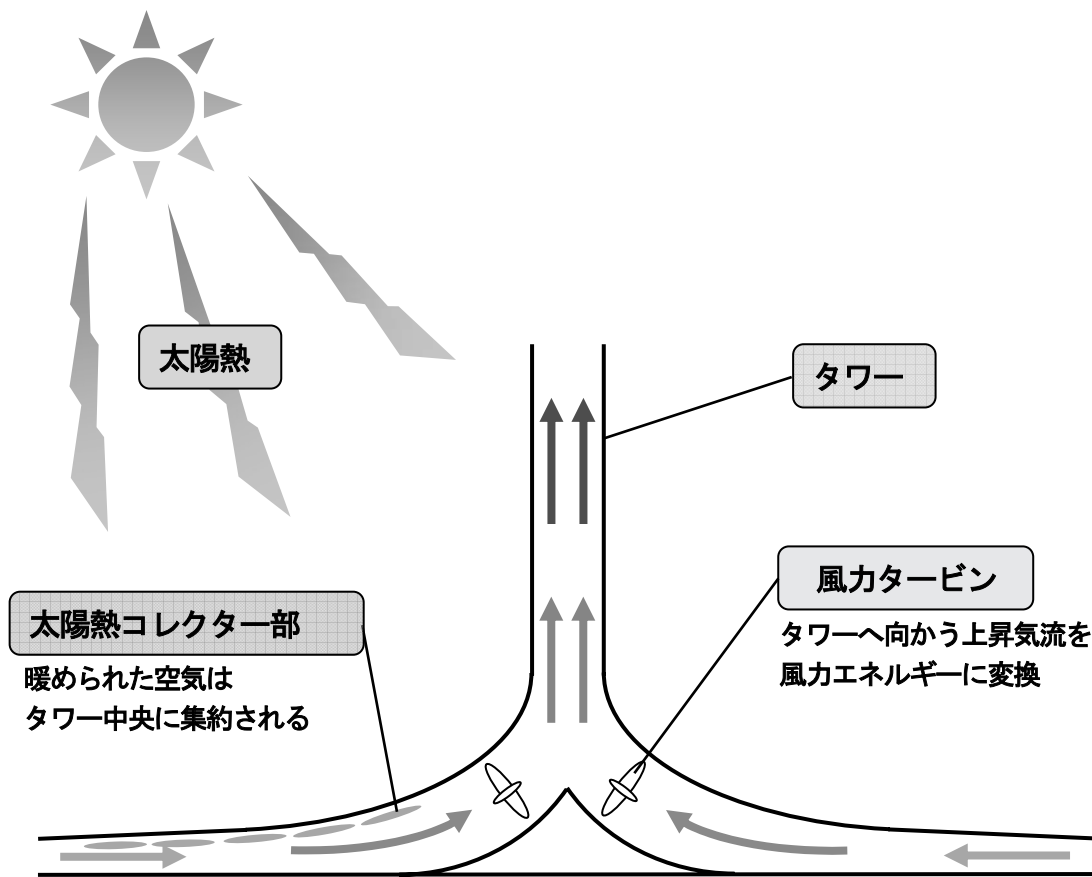 太陽熱
タワー
風力タービン
タワーへ向かう上昇気流を
風力エネルギーに変換
太陽熱コレクター部
暖められた空気は
タワー中央に集約される